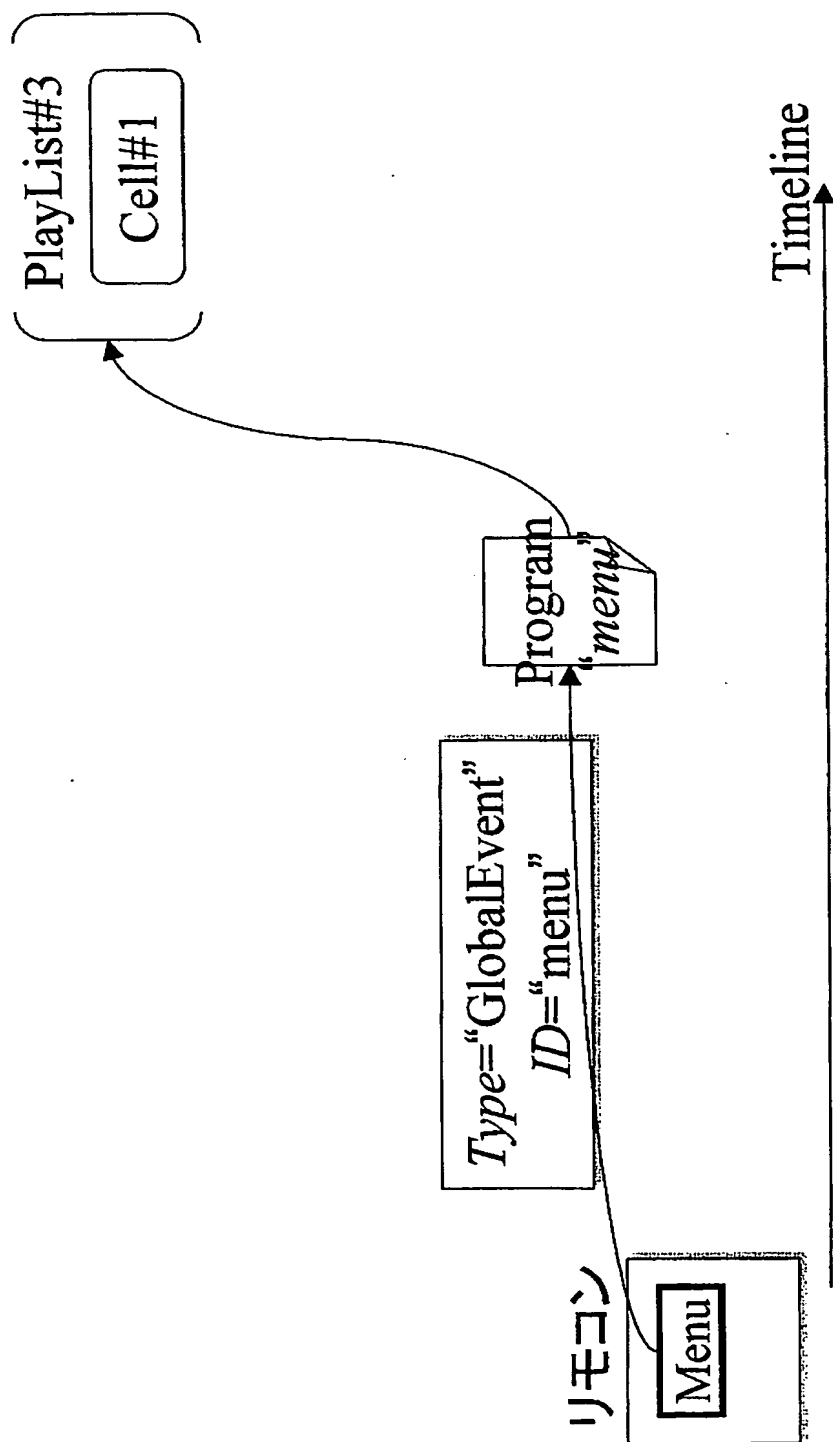 リモコン
Menu
Type=“GlobalEvent”
ID=“menu”
Program
“menu”
PlayList#3
Cell#1
Timeline